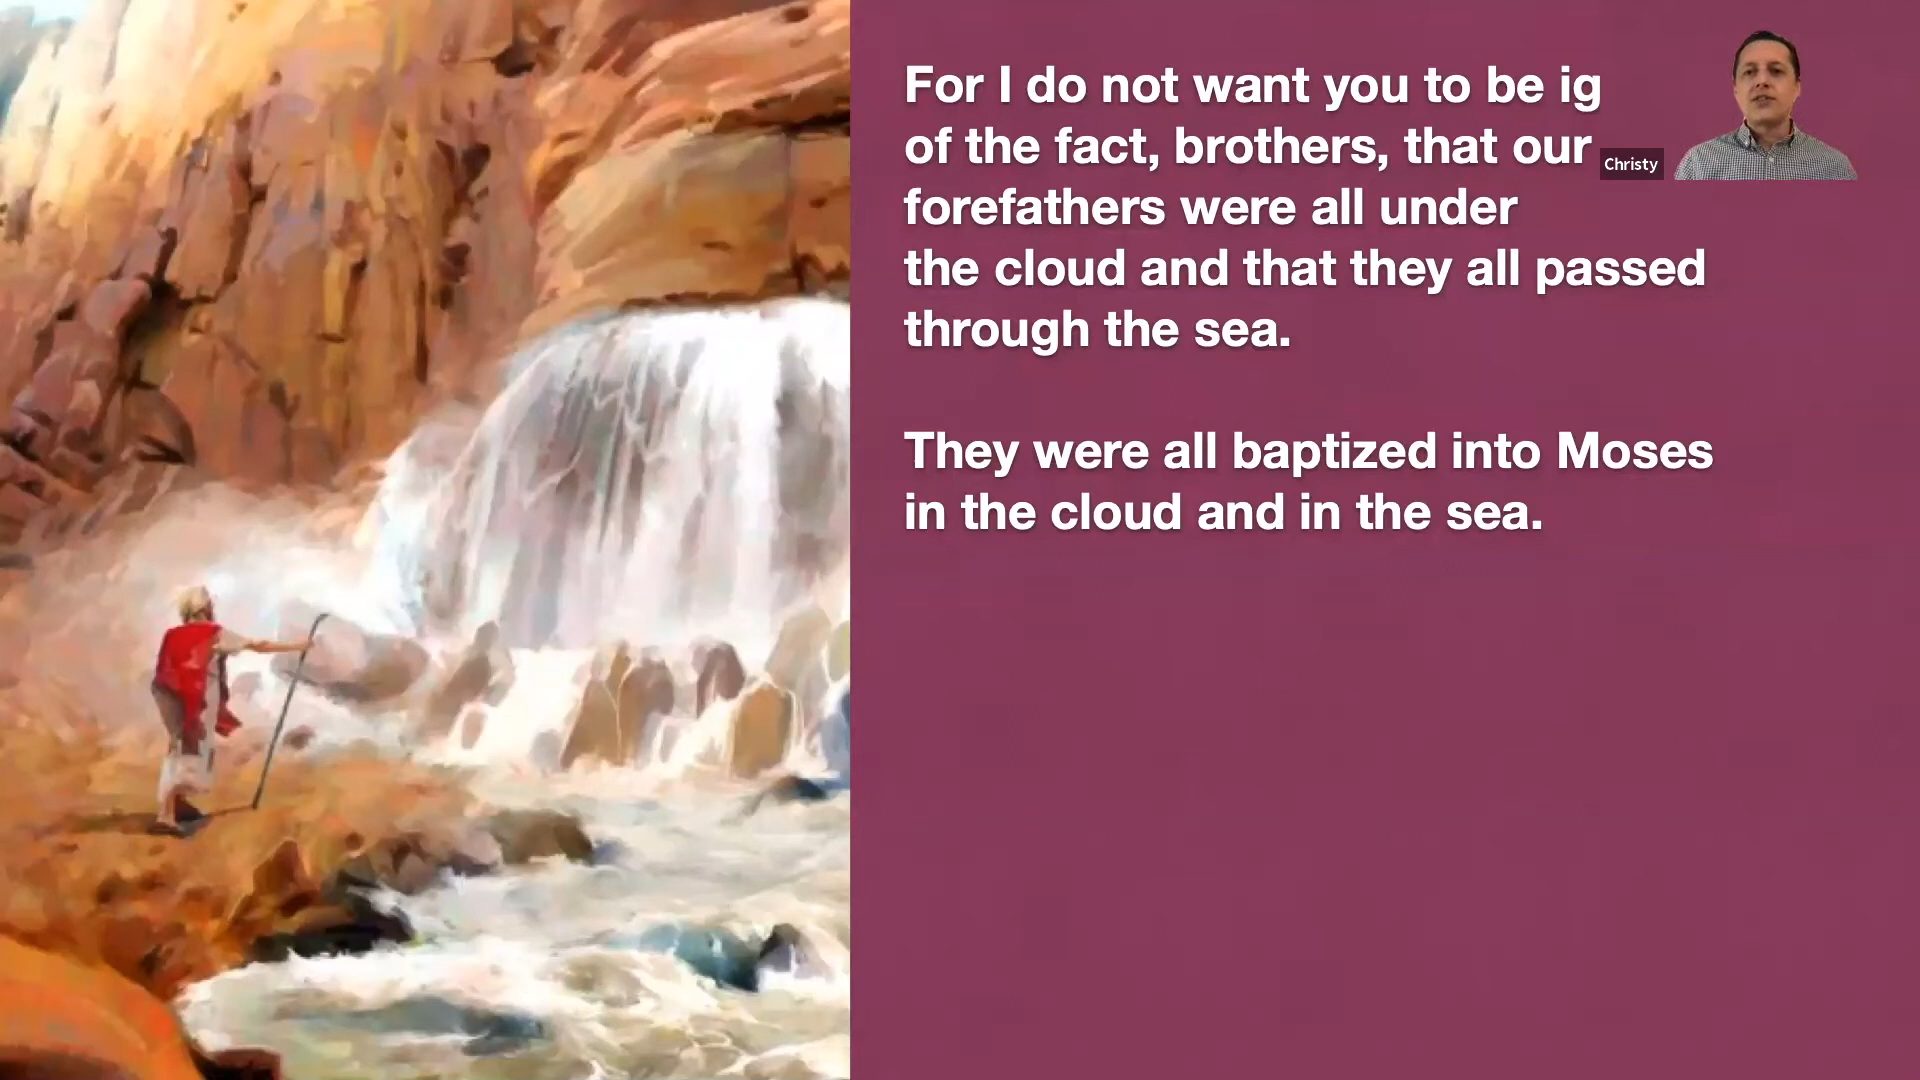 For I do not want you to be ig
of the fact, brothers, that our
Christy
forefathers were all under
the cloud and that they all passed
through the sea.
They were all baptized into Moses
in the cloud and in the sea.